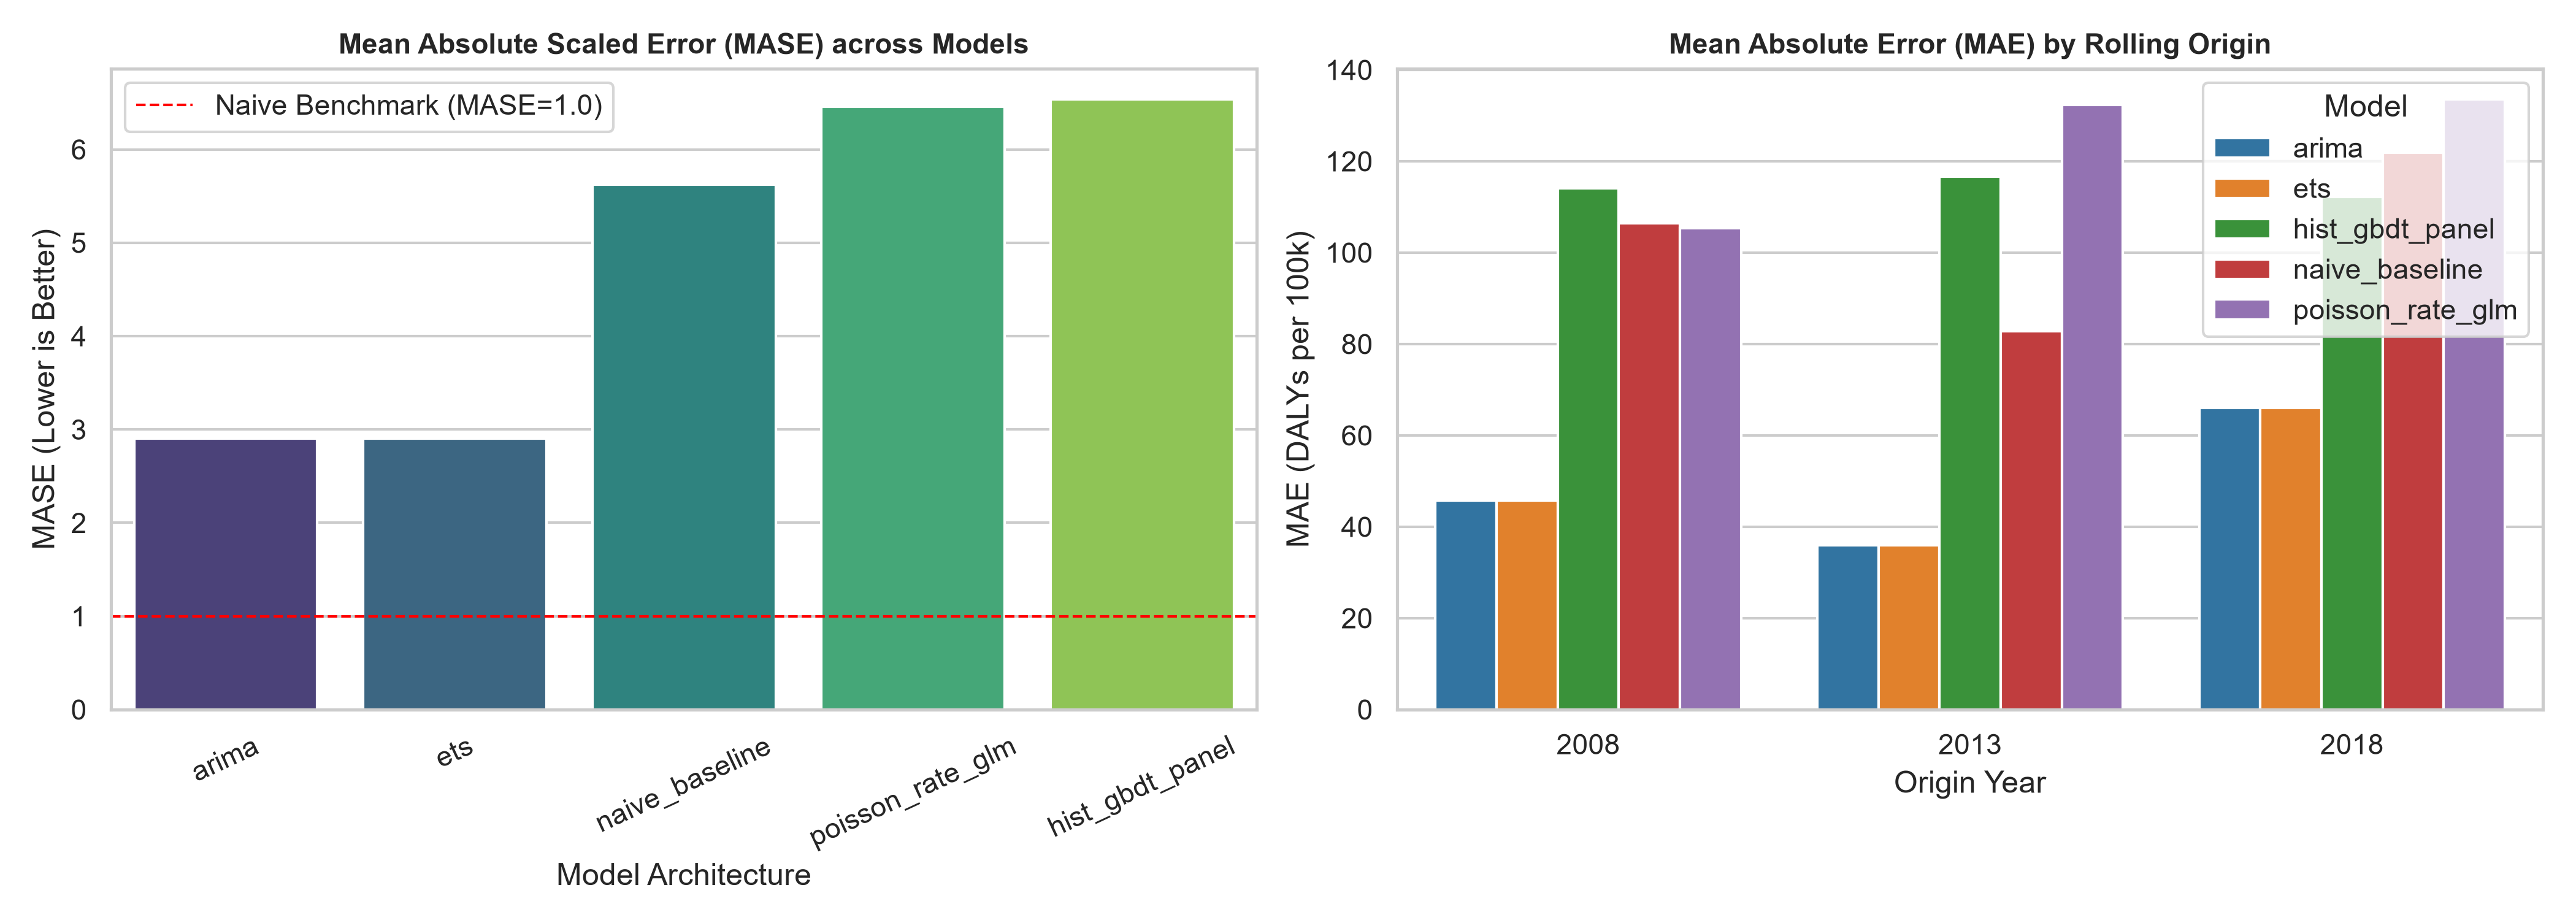 Mean Absolute Scaled Error (MASE) across Models
Naive Benchmark (MASE=1.0)
MASE (Lower is Better)
6
5
4
3
2
1
0
arima
ets
naive_baseline
poisson_rate_glm
hist_gbdt_panel
Model Architecture
Mean Absolute Error (MAE) by Rolling Origin
Model
arima
ets
hist_gbdt_panel
naive_baseline
poisson_rate_glm
MAE (DALYs per 100k)
140
120
100
80
60
40
20
0
2008
2013
2018
Origin Year